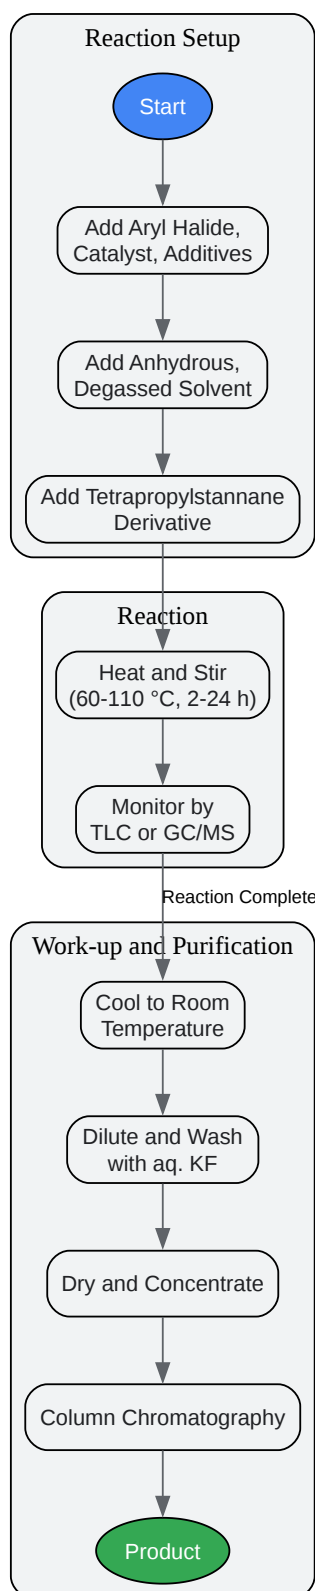 Reaction Setup
Start
Add Aryl Halide,
Catalyst, Additives
Add Anhydrous,
Degassed Solvent
Add Tetrapropylstannane
Derivative
Reaction
Heat and Stir
(60-110 °C, 2-24 h)
Monitor by
TLC or GC/MS
Reaction Complete
Work-up and Purification
Cool to Room
Temperature
Dilute and Wash
with aq. KF
Dry and Concentrate
Column Chromatography
Product